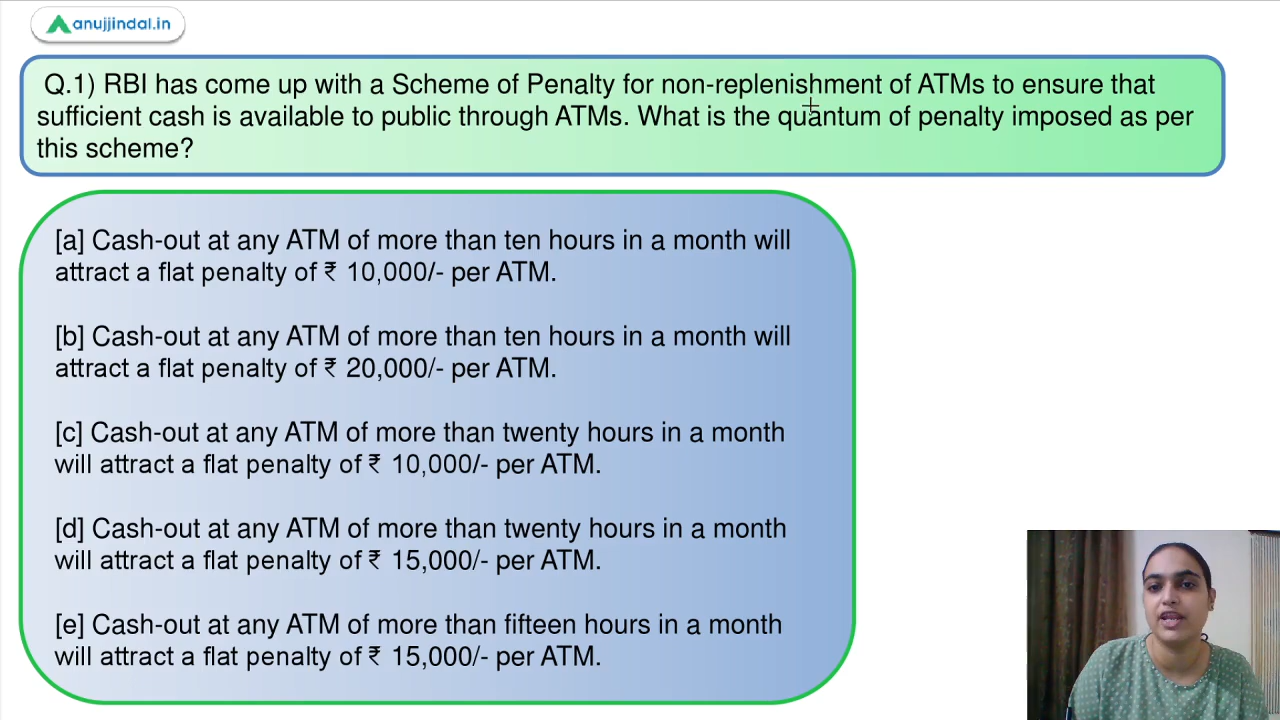 anujjindal.in
Q.1) RBI has come up with a Scheme of Penalty for non-replenishment of ATMs to ensure that
sufficient cash is available to public through ATMs. What is the quantum of penalty imposed as per
this scheme?
[a] Cash-out at any ATM of more than ten hours in a month will
attract a flat penalty of ₹ 10,000/- per ATM.
[b] Cash-out at any ATM of more than ten hours in a month will
attract a flat penalty of ₹ 20,000/- per ATM.
[c] Cash-out at any ATM of more than twenty hours in a month
will attract a flat penalty of ₹ 10,000/- per ATM.
[d] Cash-out at any ATM of more than twenty hours in a month
will attract a flat penalty of ₹ 15,000/- per ATM.
[e] Cash-out at any ATM of more than fifteen hours in a month
will attract a flat penalty of ₹ 15,000/- per ATM.